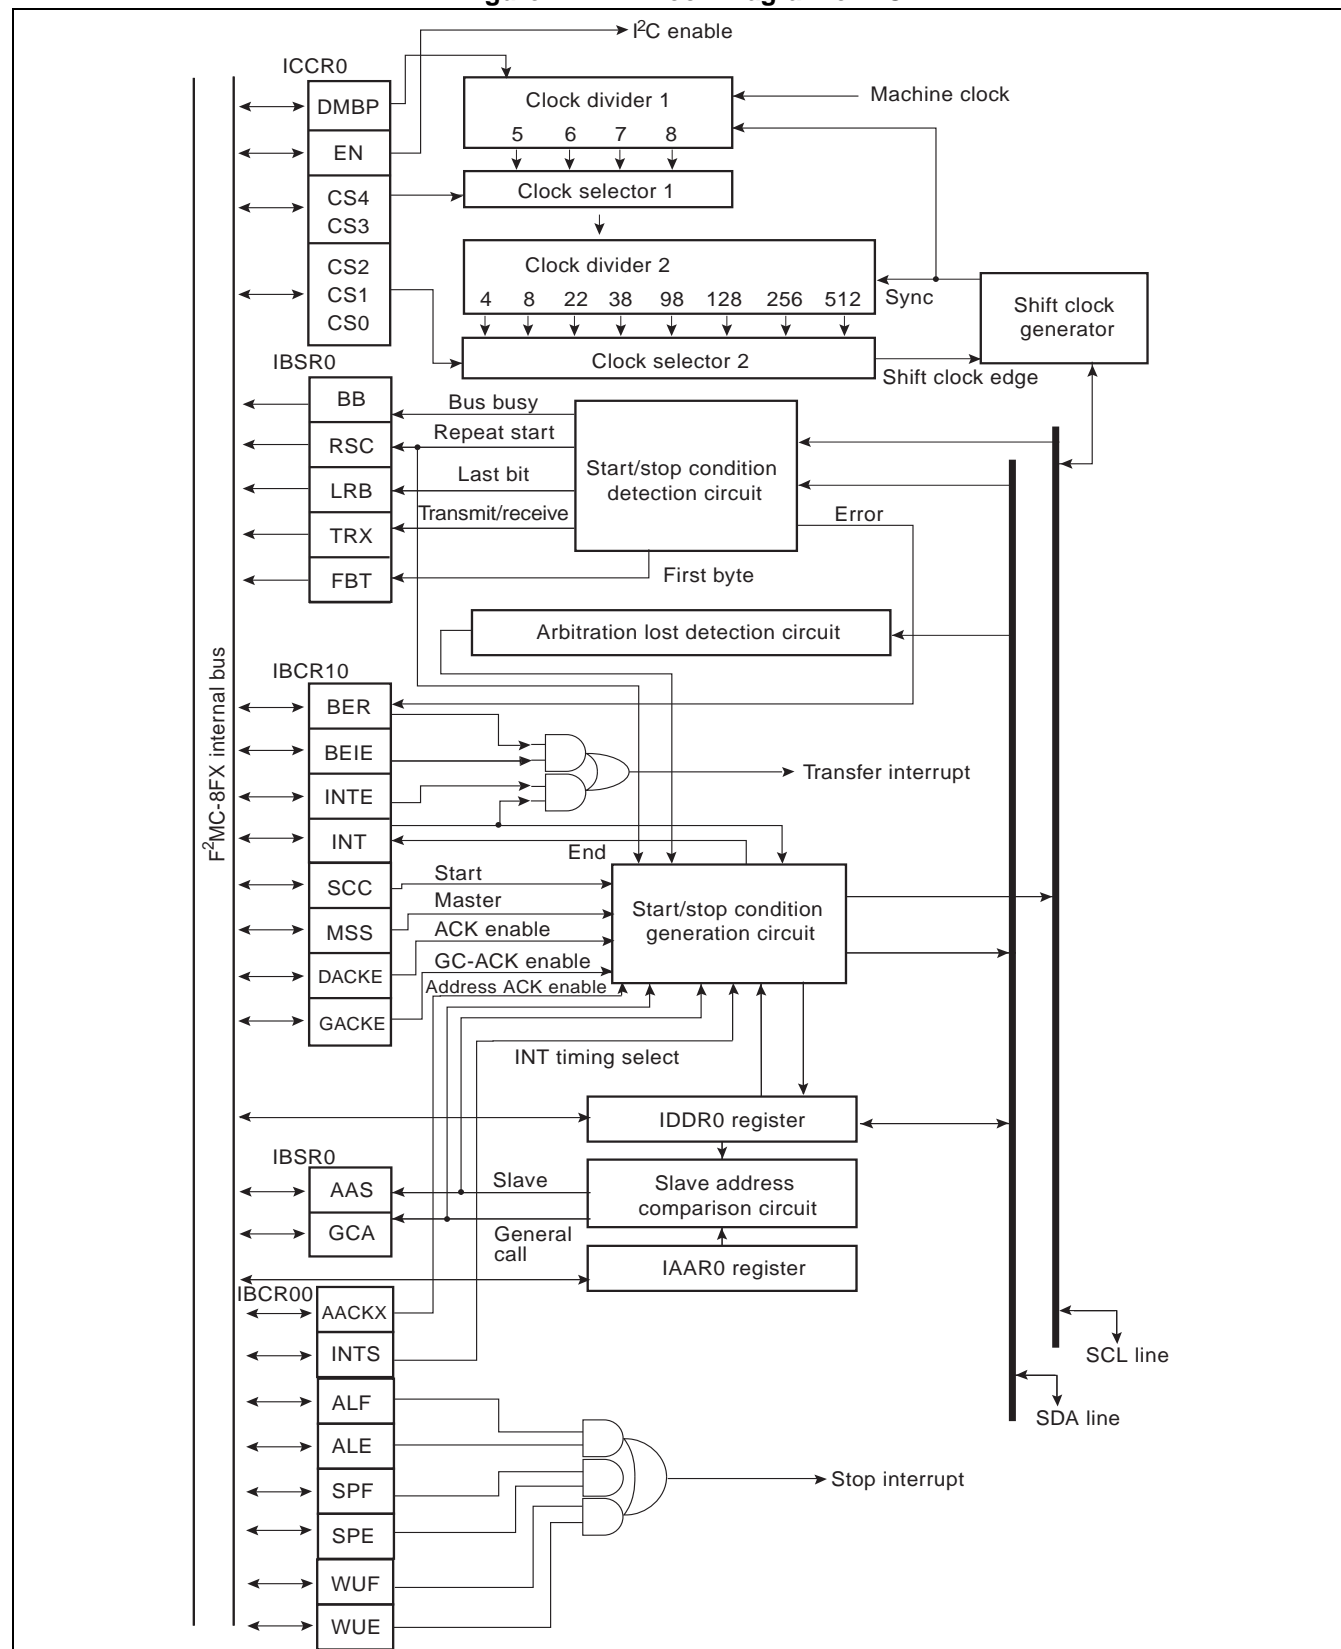 I²C enable
ICCR0
DMBP
EN
CS4
CS3
CS2
CS1
CS0
Clock divider 1
5 6 7 8
Machine clock
Clock selector 1
Clock divider 2
4 8 22 38 98 128 256 512
Sync
Shift clock
generator
Clock selector 2
Shift clock edge
IBSR0
BB
RSC
LRB
TRX
FBT
Bus busy
Repeat start
Last bit
Transmit/receive
First byte
Start/stop condition
detection circuit
Error
Arbitration lost detection circuit
F²MC-8FX internal bus
IBCR10
BER
BEIE
INTE
INT
SCC
MSS
DACKE
GACKE
Transfer interrupt
End
Start
Master
ACK enable
GC-ACK enable
Address ACK enable
Start/stop condition
generation circuit
INT timing select
IDDR0 register
IBSR0
AAS
GCA
Slave
General
call
Slave address
comparison circuit
IAAR0 register
IBCR00
AACKX
INTS
ALF
ALE
SPF
SPE
WUF
WUE
SCL line
SDA line
Stop interrupt